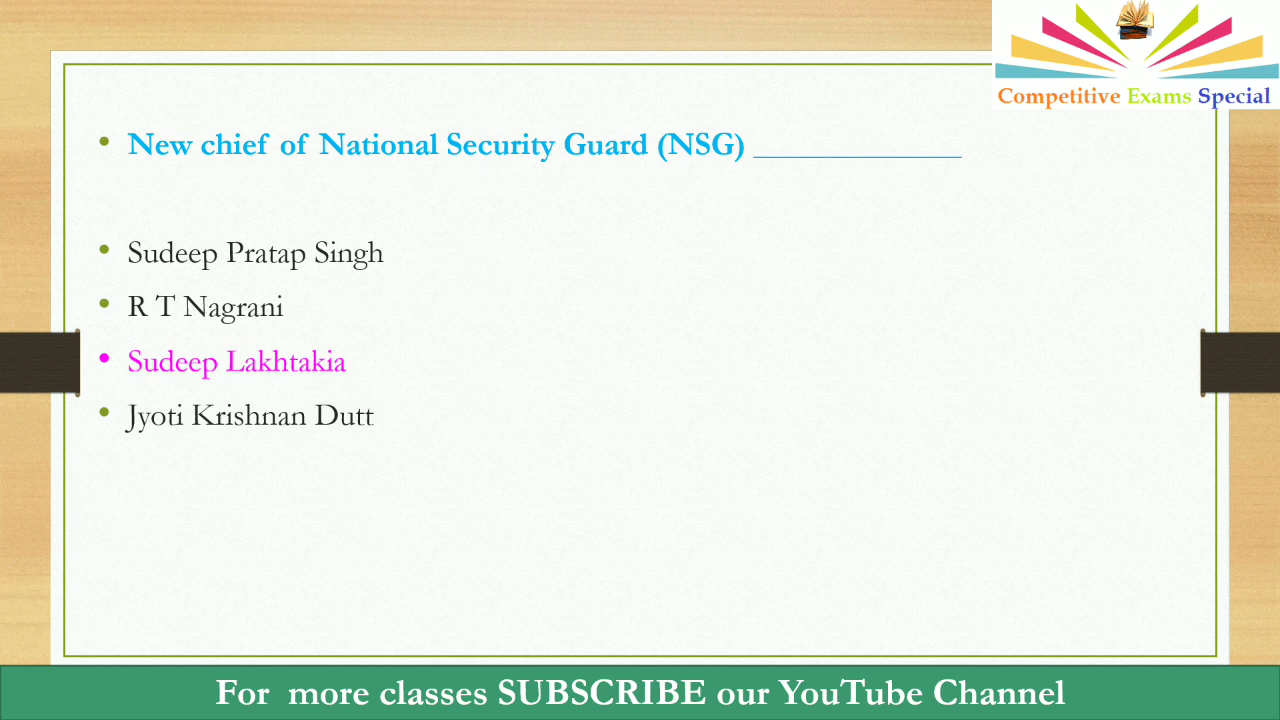 Competitive Exams Special
• New chief of National Security Guard (NSG) _____________
• Sudeep Pratap Singh
• R T Nagrani
• Sudeep Lakhtakia
• Jyoti Krishnan Dutt
For more classes SUBSCRIBE our YouTube Channel